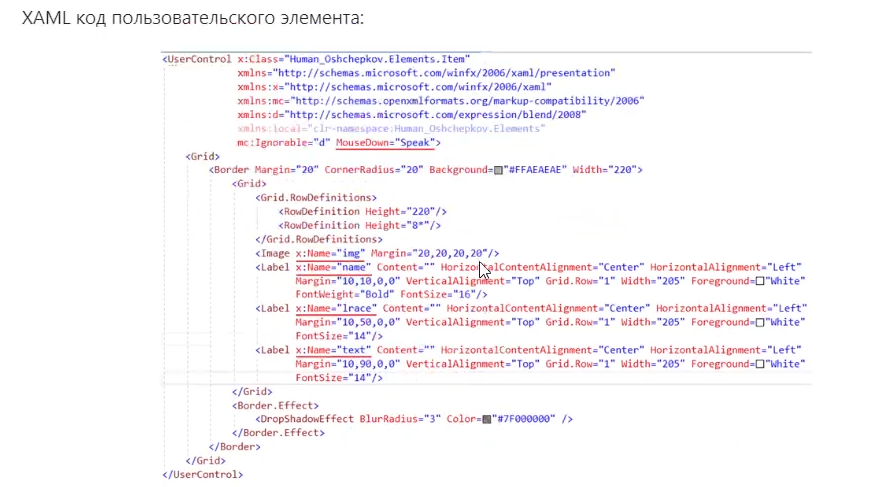 XAML код пользовательского элемента:
<UserControl x:Class="Human_Oshchepkov.Elements.Item"
xmlns="http://schemas.microsoft.com/winfx/2006/xaml/presentation"
xmlns:x="http://schemas.microsoft.com/winfx/2006/xaml"
xmlns:mc="http://schemas.openxmlformats.org/markup-compatibility/2006"
xmlns:d="http://schemas.microsoft.com/expression/blend/2008"
xmlns:local="clr-namespace:Human_Oshchepkov.Elements"
mc:Ignorable="d" MouseDown="Speak">
<Grid>
<Border Margin="20" CornerRadius="20" Background="#FFAEAEAE" Width="220">
<Grid>
<Grid.RowDefinitions>
<RowDefinition Height="220"/>
<RowDefinition Height="8*"/>
</Grid.RowDefinitions>
<Image x:Name="img" Margin="20,20,20,20"/>
<Label x:Name="name" Content="" HorizontalContentAlignment="Center" HorizontalAlignment="Left"
Margin="10,10,0,0" VerticalAlignment="Top" Grid.Row="1" Width="205" Foreground="White"
FontWeight="Bold" FontSize="16"/>
<Label x:Name="lrace" Content="" HorizontalContentAlignment="Center" HorizontalAlignment="Left"
Margin="10,50,0,0" VerticalAlignment="Top" Grid.Row="1" Width="205" Foreground="White"
FontSize="14"/>
<Label x:Name="text" Content="" HorizontalContentAlignment="Center" HorizontalAlignment="Left"
Margin="10,90,0,0" VerticalAlignment="Top" Grid.Row="1" Width="205" Foreground="White"
FontSize="14"/>
</Grid>
<Border.Effect>
<DropShadowEffect BlurRadius="3" Color="#7F000000" />
</Border.Effect>
</Border>
</Grid>
</UserControl>